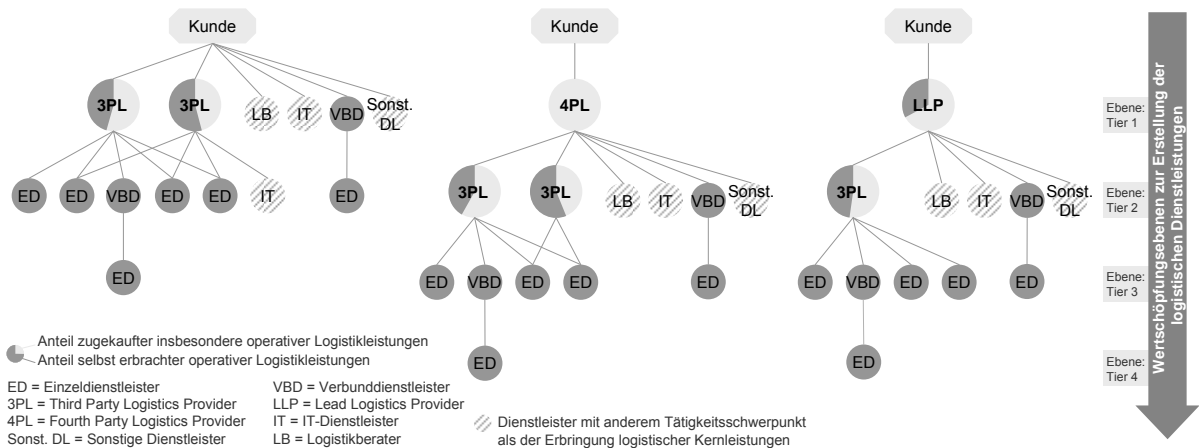 Kunde
3PL
3PL
LB
IT
VBD
Sonst.
DL
ED
ED
VBD
ED
ED
IT
ED
ED
Kunde
4PL
3PL
3PL
LB
IT
VBD
Sonst.
DL
ED
VBD
ED
ED
ED
ED
Kunde
LLP
3PL
LB
IT
VBD
Sonst.
DL
ED
VBD
ED
ED
ED
ED
Ebene:
Tier 1
Ebene:
Tier 2
Ebene:
Tier 3
Ebene:
Tier 4
Wertschöpfungsebenen zur Erstellung der
logistischen Dienstleistungen
Anteil zugekaufter insbesondere operativer Logistikleistungen
Anteil selbst erbrachter operativer Logistikleistungen
ED = Einzeldienstleister
3PL = Third Party Logistics Provider
4PL = Fourth Party Logistics Provider
Sonst. DL = Sonstige Dienstleister
VBD = Verbunddienstleister
LLP = Lead Logistics Provider
IT = IT-Dienstleister
LB = Logistikberater
Dienstleister mit anderem Tätigkeitsschwerpunkt
als der Erbringung logistischer Kernleistungen